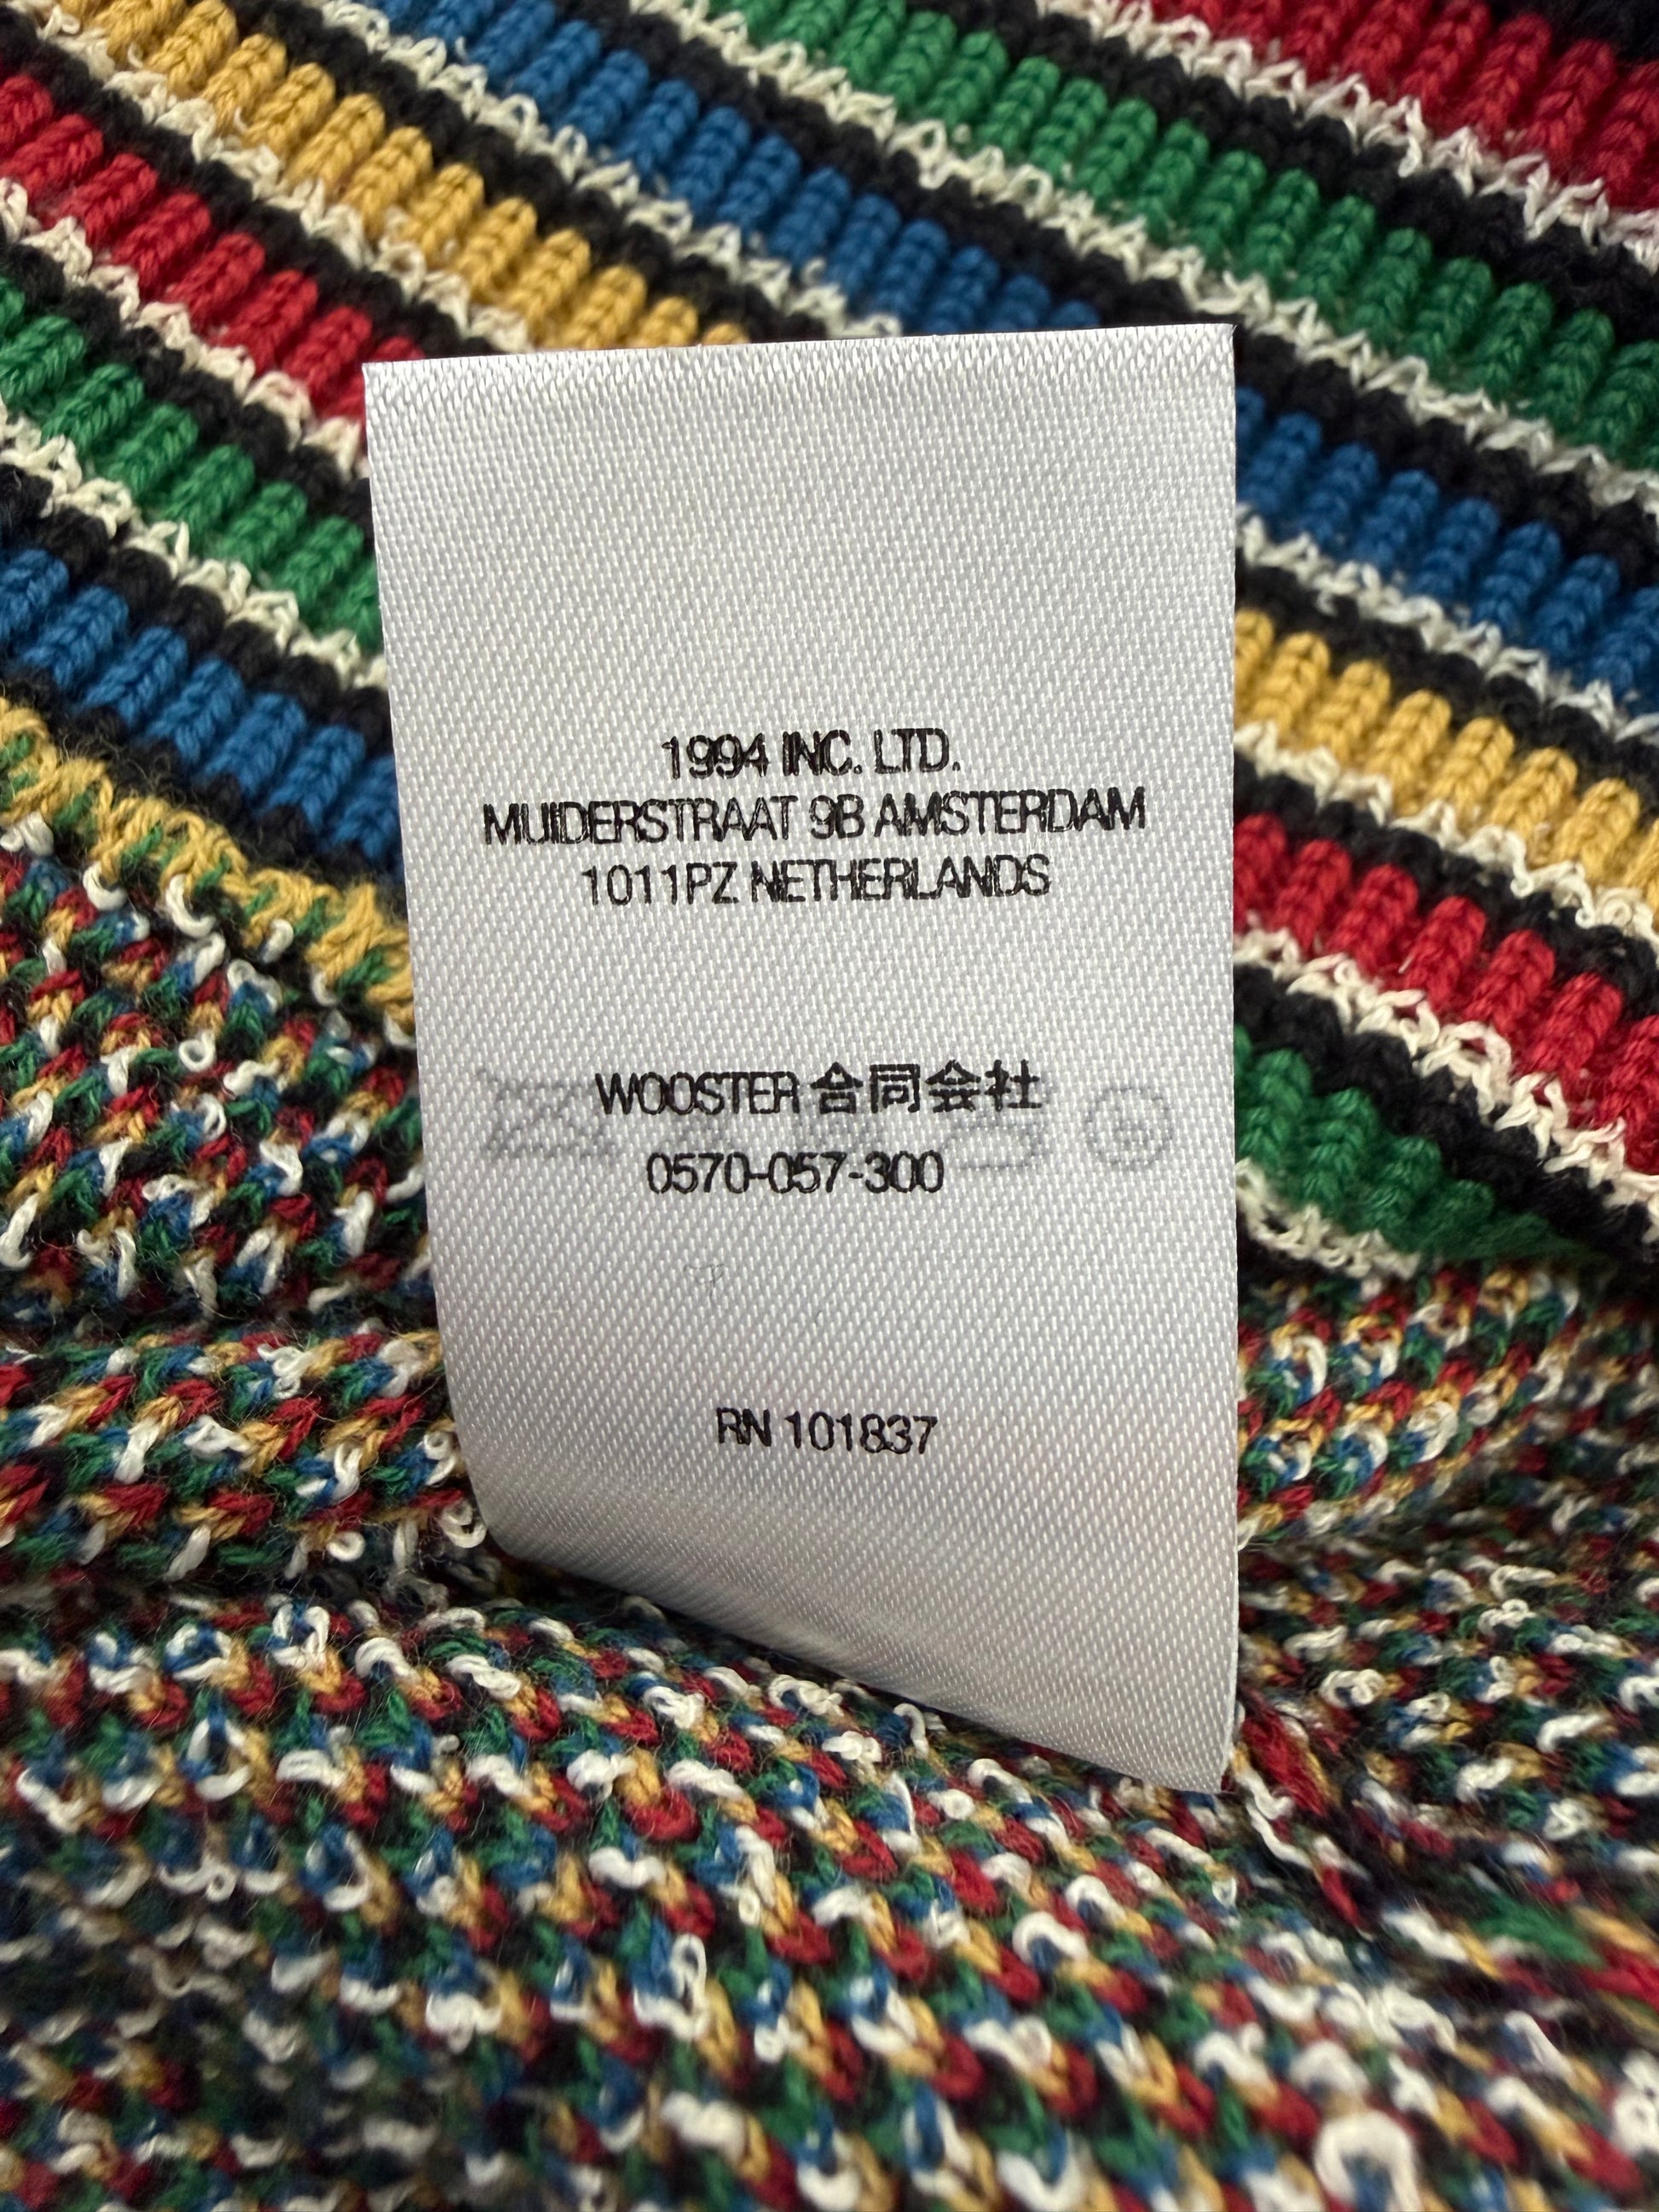 1994 INC. LTD.
MUIDERSTRAAT 9B AMSTERDAM
1011PZ NETHERLANDS
WOOSTER 合同会社
0570-057-300
RN 101837